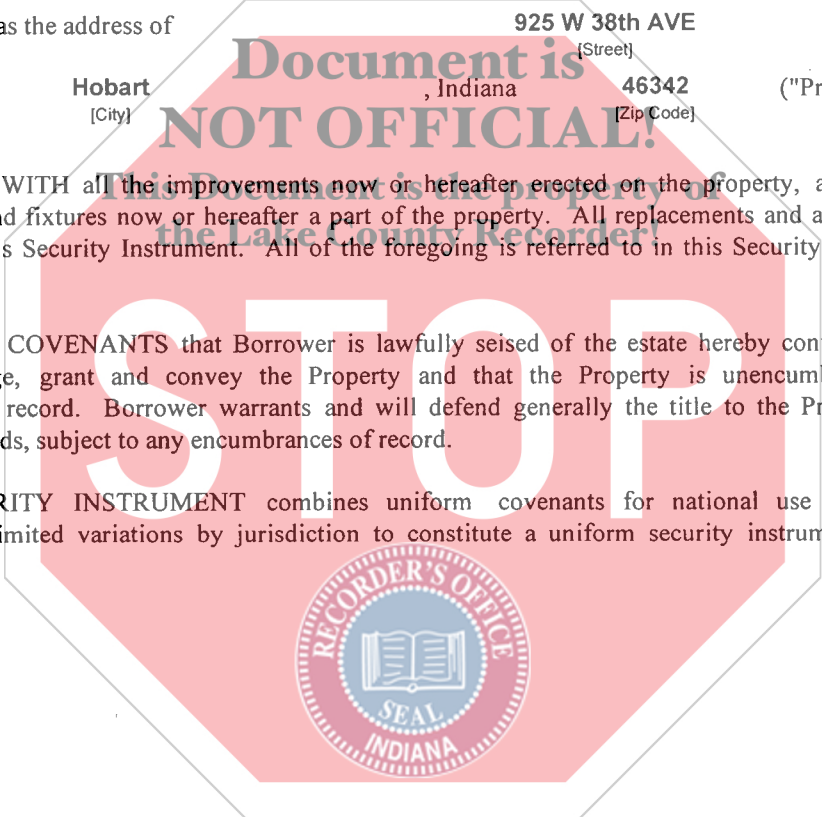 as the address of 925 W 38th AVE
[Street]
Hobart , Indiana 46342 ("Pr
[City] [Zip Code]
Document is
NOT OFFICIAL!
This Document is the property of
the Lake County Recorder!
WITH all the improvements now or hereafter erected on the property, a
d fixtures now or hereafter a part of the property. All replacements and a
s Security Instrument. All of the foregoing is referred to in this Security
COVENANTS that Borrower is lawfully seised of the estate hereby con
e, grant and convey the Property and that the Property is unencumb
record. Borrower warrants and will defend generally the title to the Pr
ds, subject to any encumbrances of record.
RITY INSTRUMENT combines uniform covenants for national use
imited variations by jurisdiction to constitute a uniform security instrum
STOP
RECORDER'S OFFICE
SEAL
INDIANA